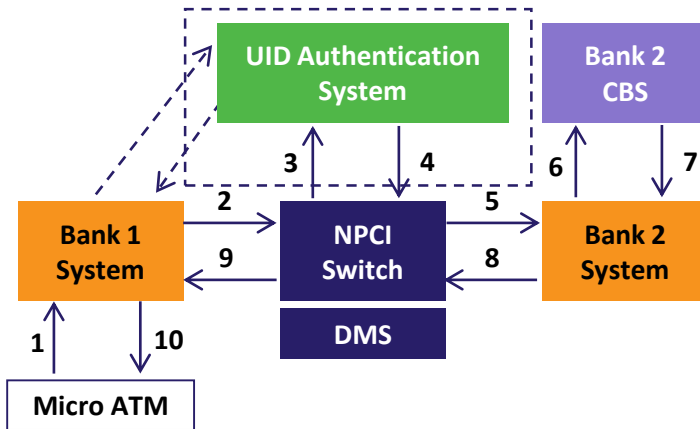 UID Authentication
System
Bank 2
CBS
3
4
6
7
2
5
Bank 1
System
NPCI
Switch
Bank 2
System
9
8
1
10
DMS
Micro ATM